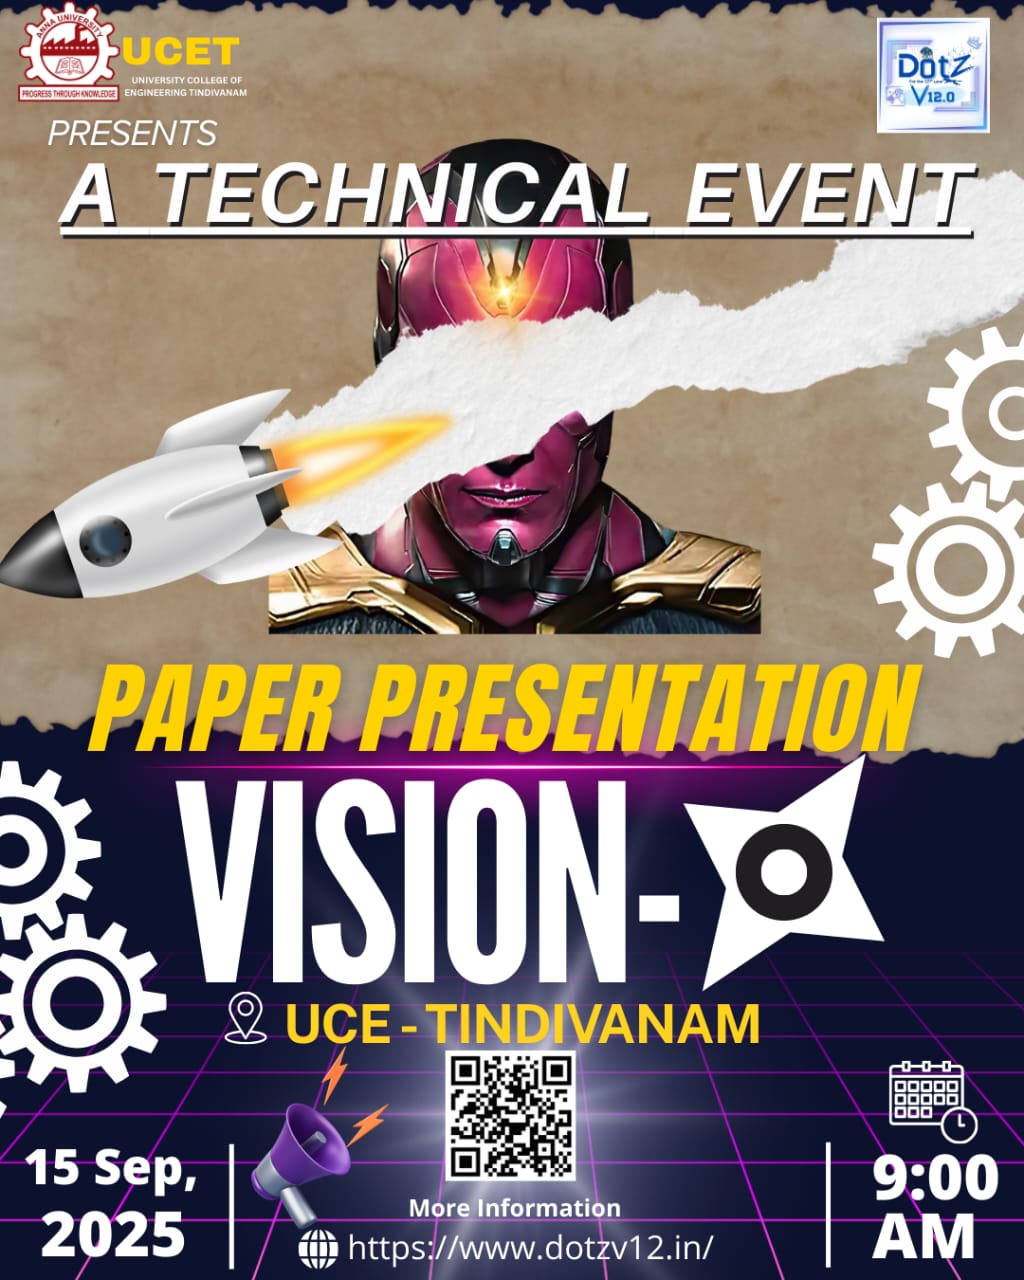 ANNA UNIVERSITY
PROGRESS THROUGH KNOWLEDGE
UCET
UNIVERSITY COLLEGE OF
ENGINEERING TINDIVANAM
DotZ
V12.0
PRESENTS
A TECHNICAL EVENT
PAPER PRESENTATION
VISION-
UCE - TINDIVANAM
15 Sep,
2025
More Information
https://www.dotzv12.in/
9:00
AM